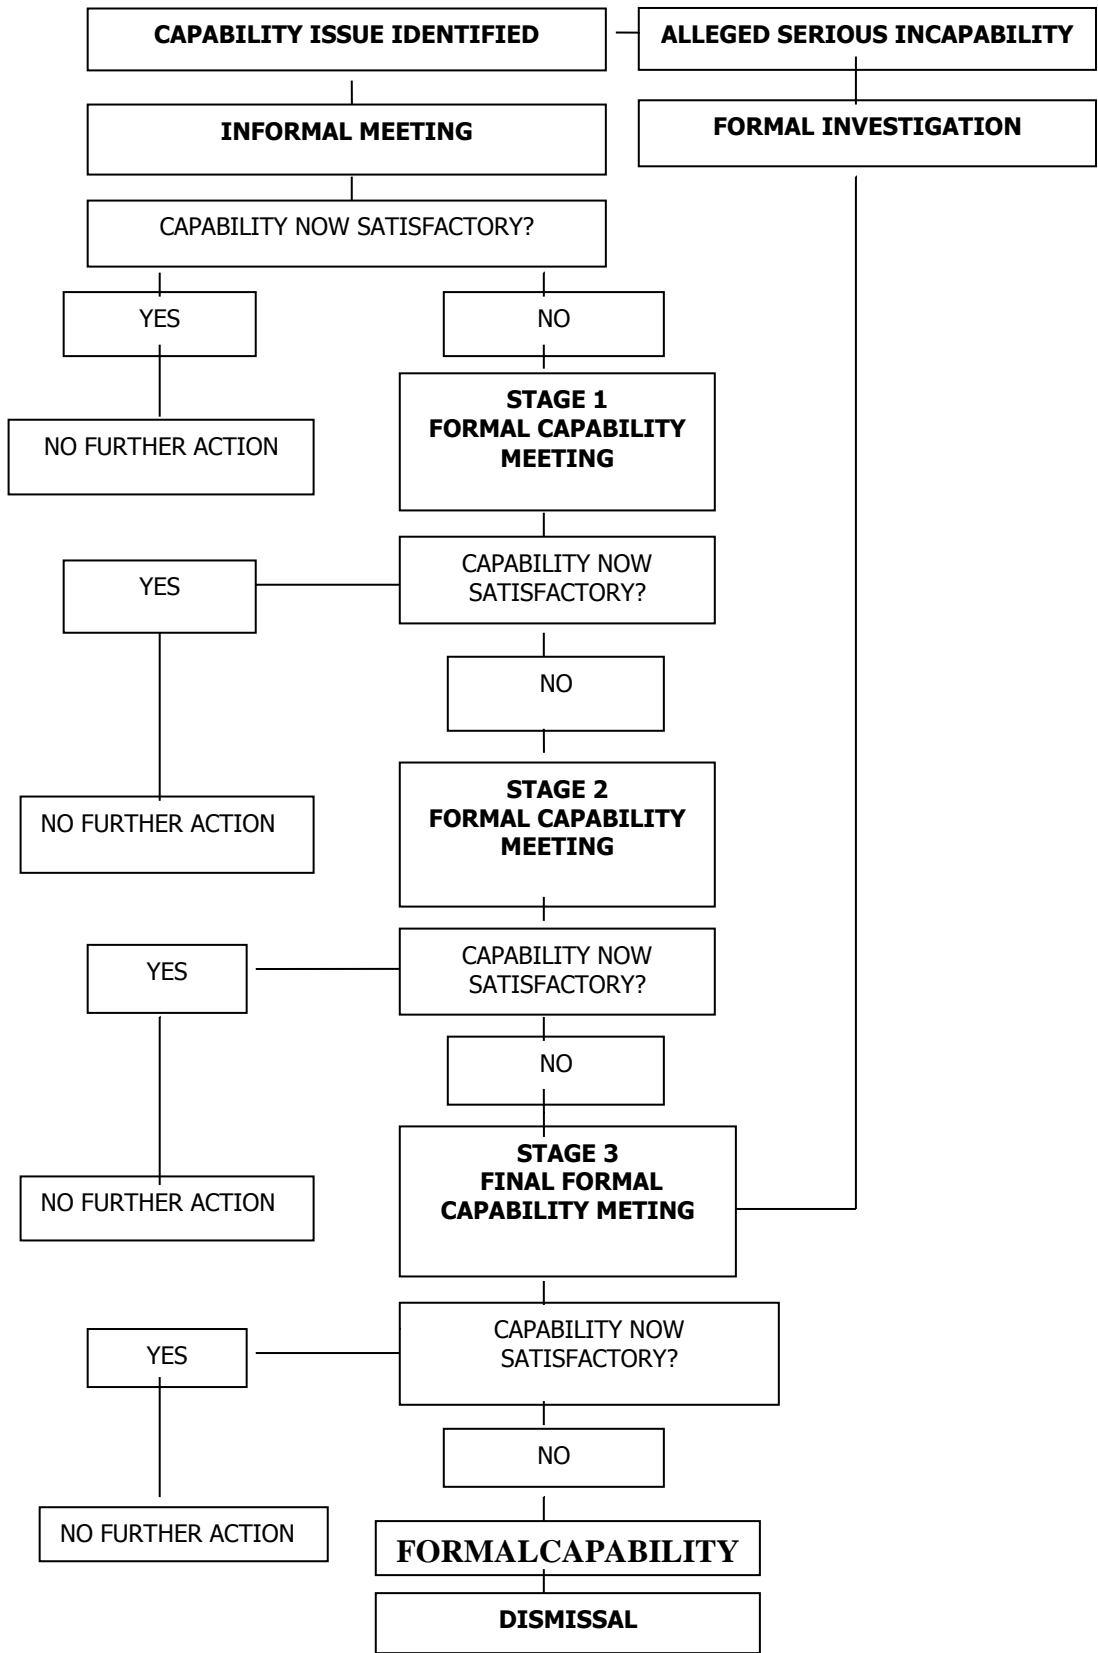 CAPABILITY ISSUE IDENTIFIED
ALLEGED SERIOUS INCAPABILITY
INFORMAL MEETING
FORMAL INVESTIGATION
CAPABILITY NOW SATISFACTORY?
YES
NO
NO FURTHER ACTION
STAGE 1
FORMAL CAPABILITY
MEETING
CAPABILITY NOW
SATISFACTORY?
YES
NO
NO FURTHER ACTION
STAGE 2
FORMAL CAPABILITY
MEETING
CAPABILITY NOW
SATISFACTORY?
YES
NO
NO FURTHER ACTION
STAGE 3
FINAL FORMAL
CAPABILITY METING
CAPABILITY NOW
SATISFACTORY?
YES
NO
NO FURTHER ACTION
FORMALCAPABILITY
DISMISSAL